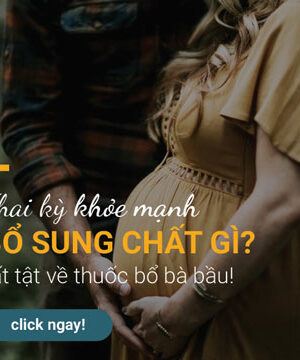 hai kỳ khỏe mạnh
BỔ SUNG CHẤT GÌ?
ất tật về thuốc bổ bà bầu!
click ngay!